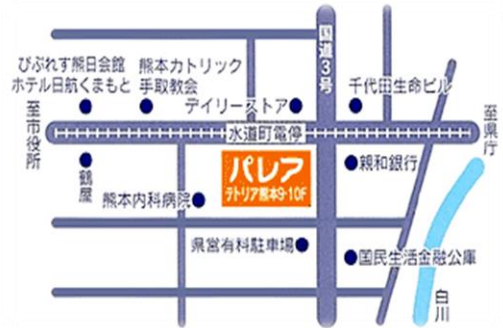 国道3号
びぷれす熊日会館
ホテル日航くまもと
熊本カトリック
手取教会
デイリーストア
千代田生命ビル
至市役所
水道町電停
至県庁
鶴屋
パレア
テトリア熊本9・10F
親和銀行
熊本内科病院
県営有料駐車場
国民生活金融公庫
白川